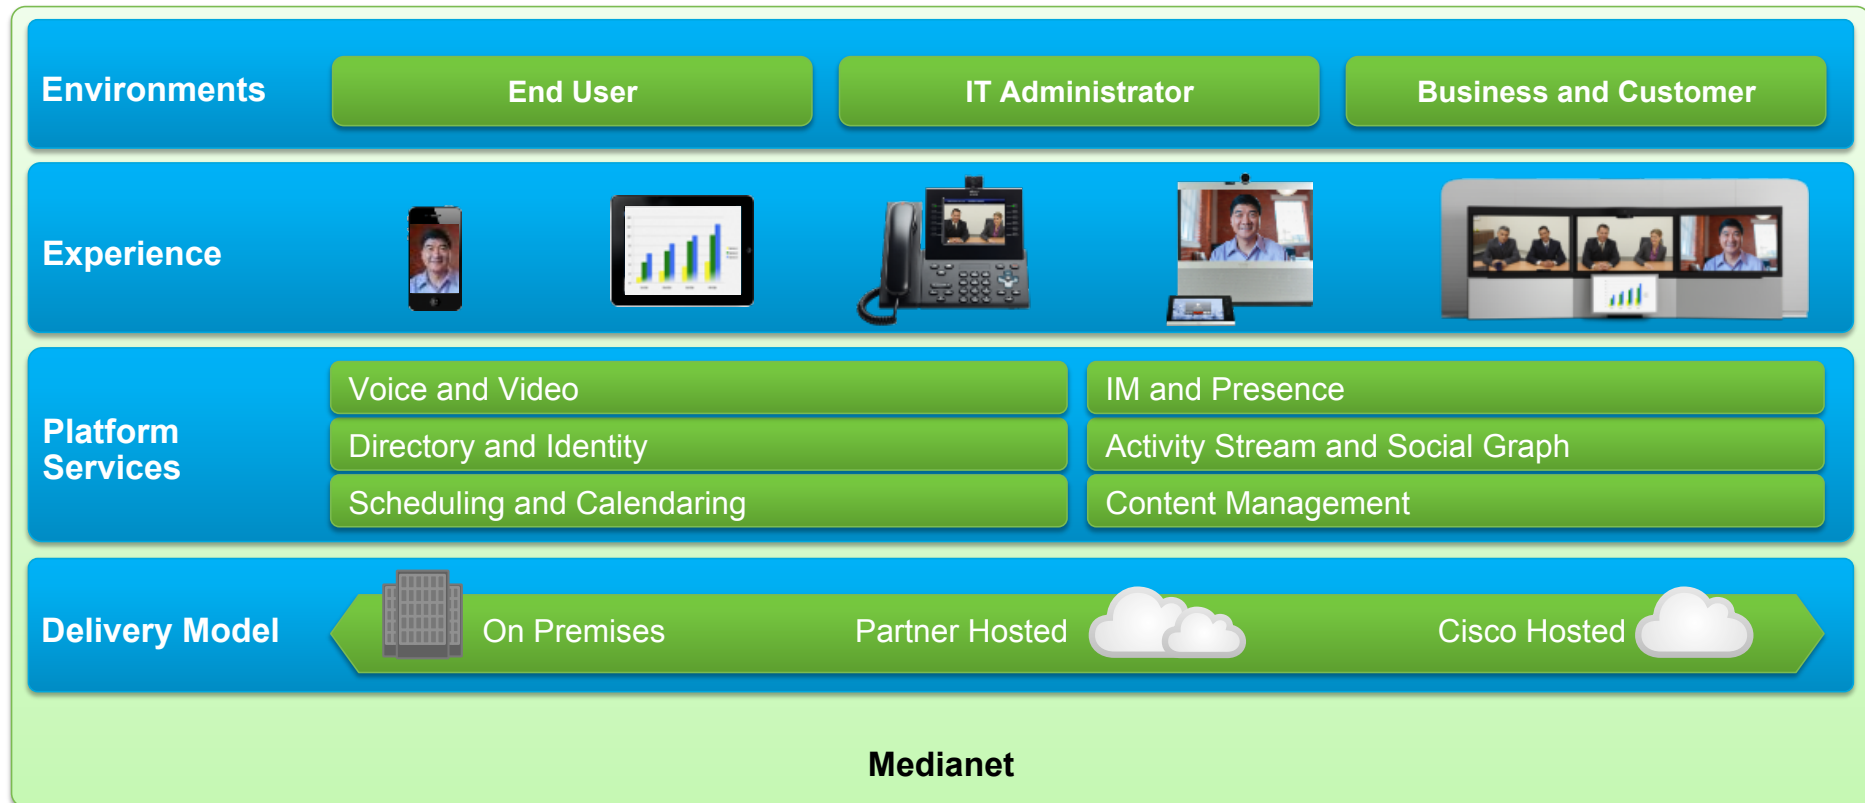 Environments
End User
IT Administrator
Business and Customer
Experience
Platform
Services
Voice and Video
IM and Presence
Directory and Identity
Activity Stream and Social Graph
Scheduling and Calendaring
Content Management
Delivery Model
On Premises
Partner Hosted
Cisco Hosted
Medianet